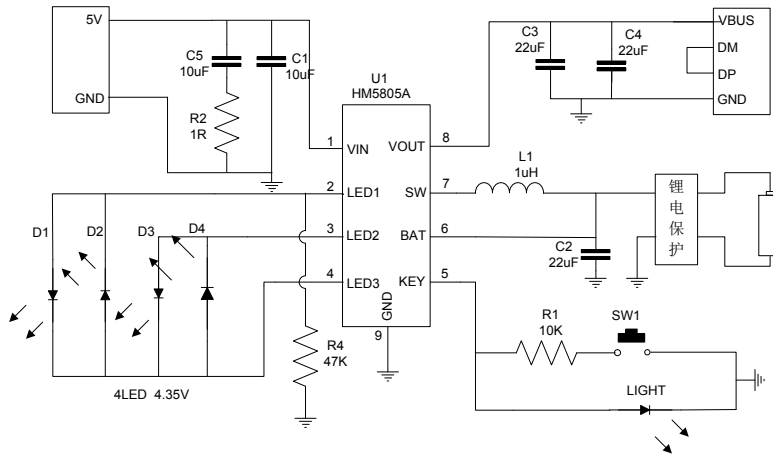 5V
GND
C5
10uF
C1
10uF
R2
1R
U1
HM5805A
1
VIN
2
LED1
3
LED2
4
LED3
GND
9
8
VOUT
7
SW
6
BAT
5
KEY
C3
22uF
C4
22uF
VBUS
DM
DP
GND
L1
1uH
C2
22uF
锂电保护
D1
D2
D3
D4
R4
47K
4LED 4.35V
R1
10K
SW1
LIGHT